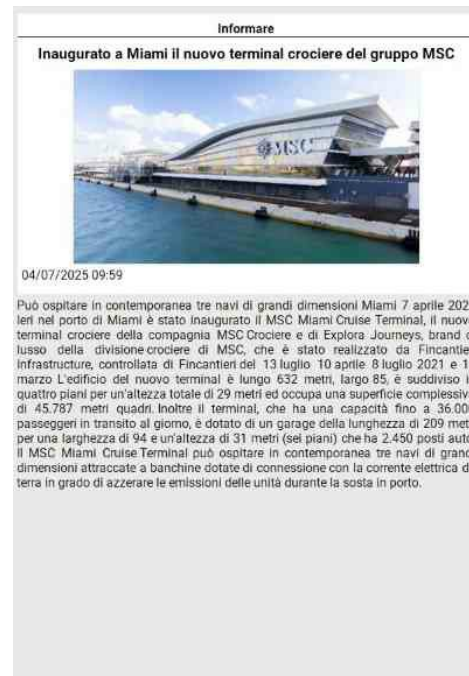 Informare
Inaugurato a Miami il nuovo terminal crociere del gruppo MSC
MSC
04/07/2025 09:59
Può ospitare in contemporanea tre navi di grandi dimensioni Miami 7 aprile 202
Ieri nel porto di Miami è stato inaugurato il MSC Miami Cruise Terminal, il nuov
terminal crociere della compagnia MSC Crociere e di Explora Journeys, brand d
lusso della divisione crociere di MSC, che è stato realizzato da Fincantie
Infrastructure, controllata di Fincantieri del 13 luglio 10 aprile 8 luglio 2021 e 1
marzo L'edificio del nuovo terminal è lungo 632 metri, largo 85, è suddiviso i
quattro piani per un'altezza totale di 29 metri ed occupa una superficie complessiv
di 45.787 metri quadri. Inoltre il terminal, che ha una capacità fino a 36.00
passeggeri in transito al giorno, è dotato di un garage della lunghezza di 209 met
per una larghezza di 94 e un'altezza di 31 metri (sei piani) che ha 2.450 posti aut
Il MSC Miami Cruise Terminal può ospitare in contemporanea tre navi di grand
dimensioni attraccate a banchine dotate di connessione con la corrente elettrica d
terra in grado di azzerare le emissioni delle unità durante la sosta in porto.